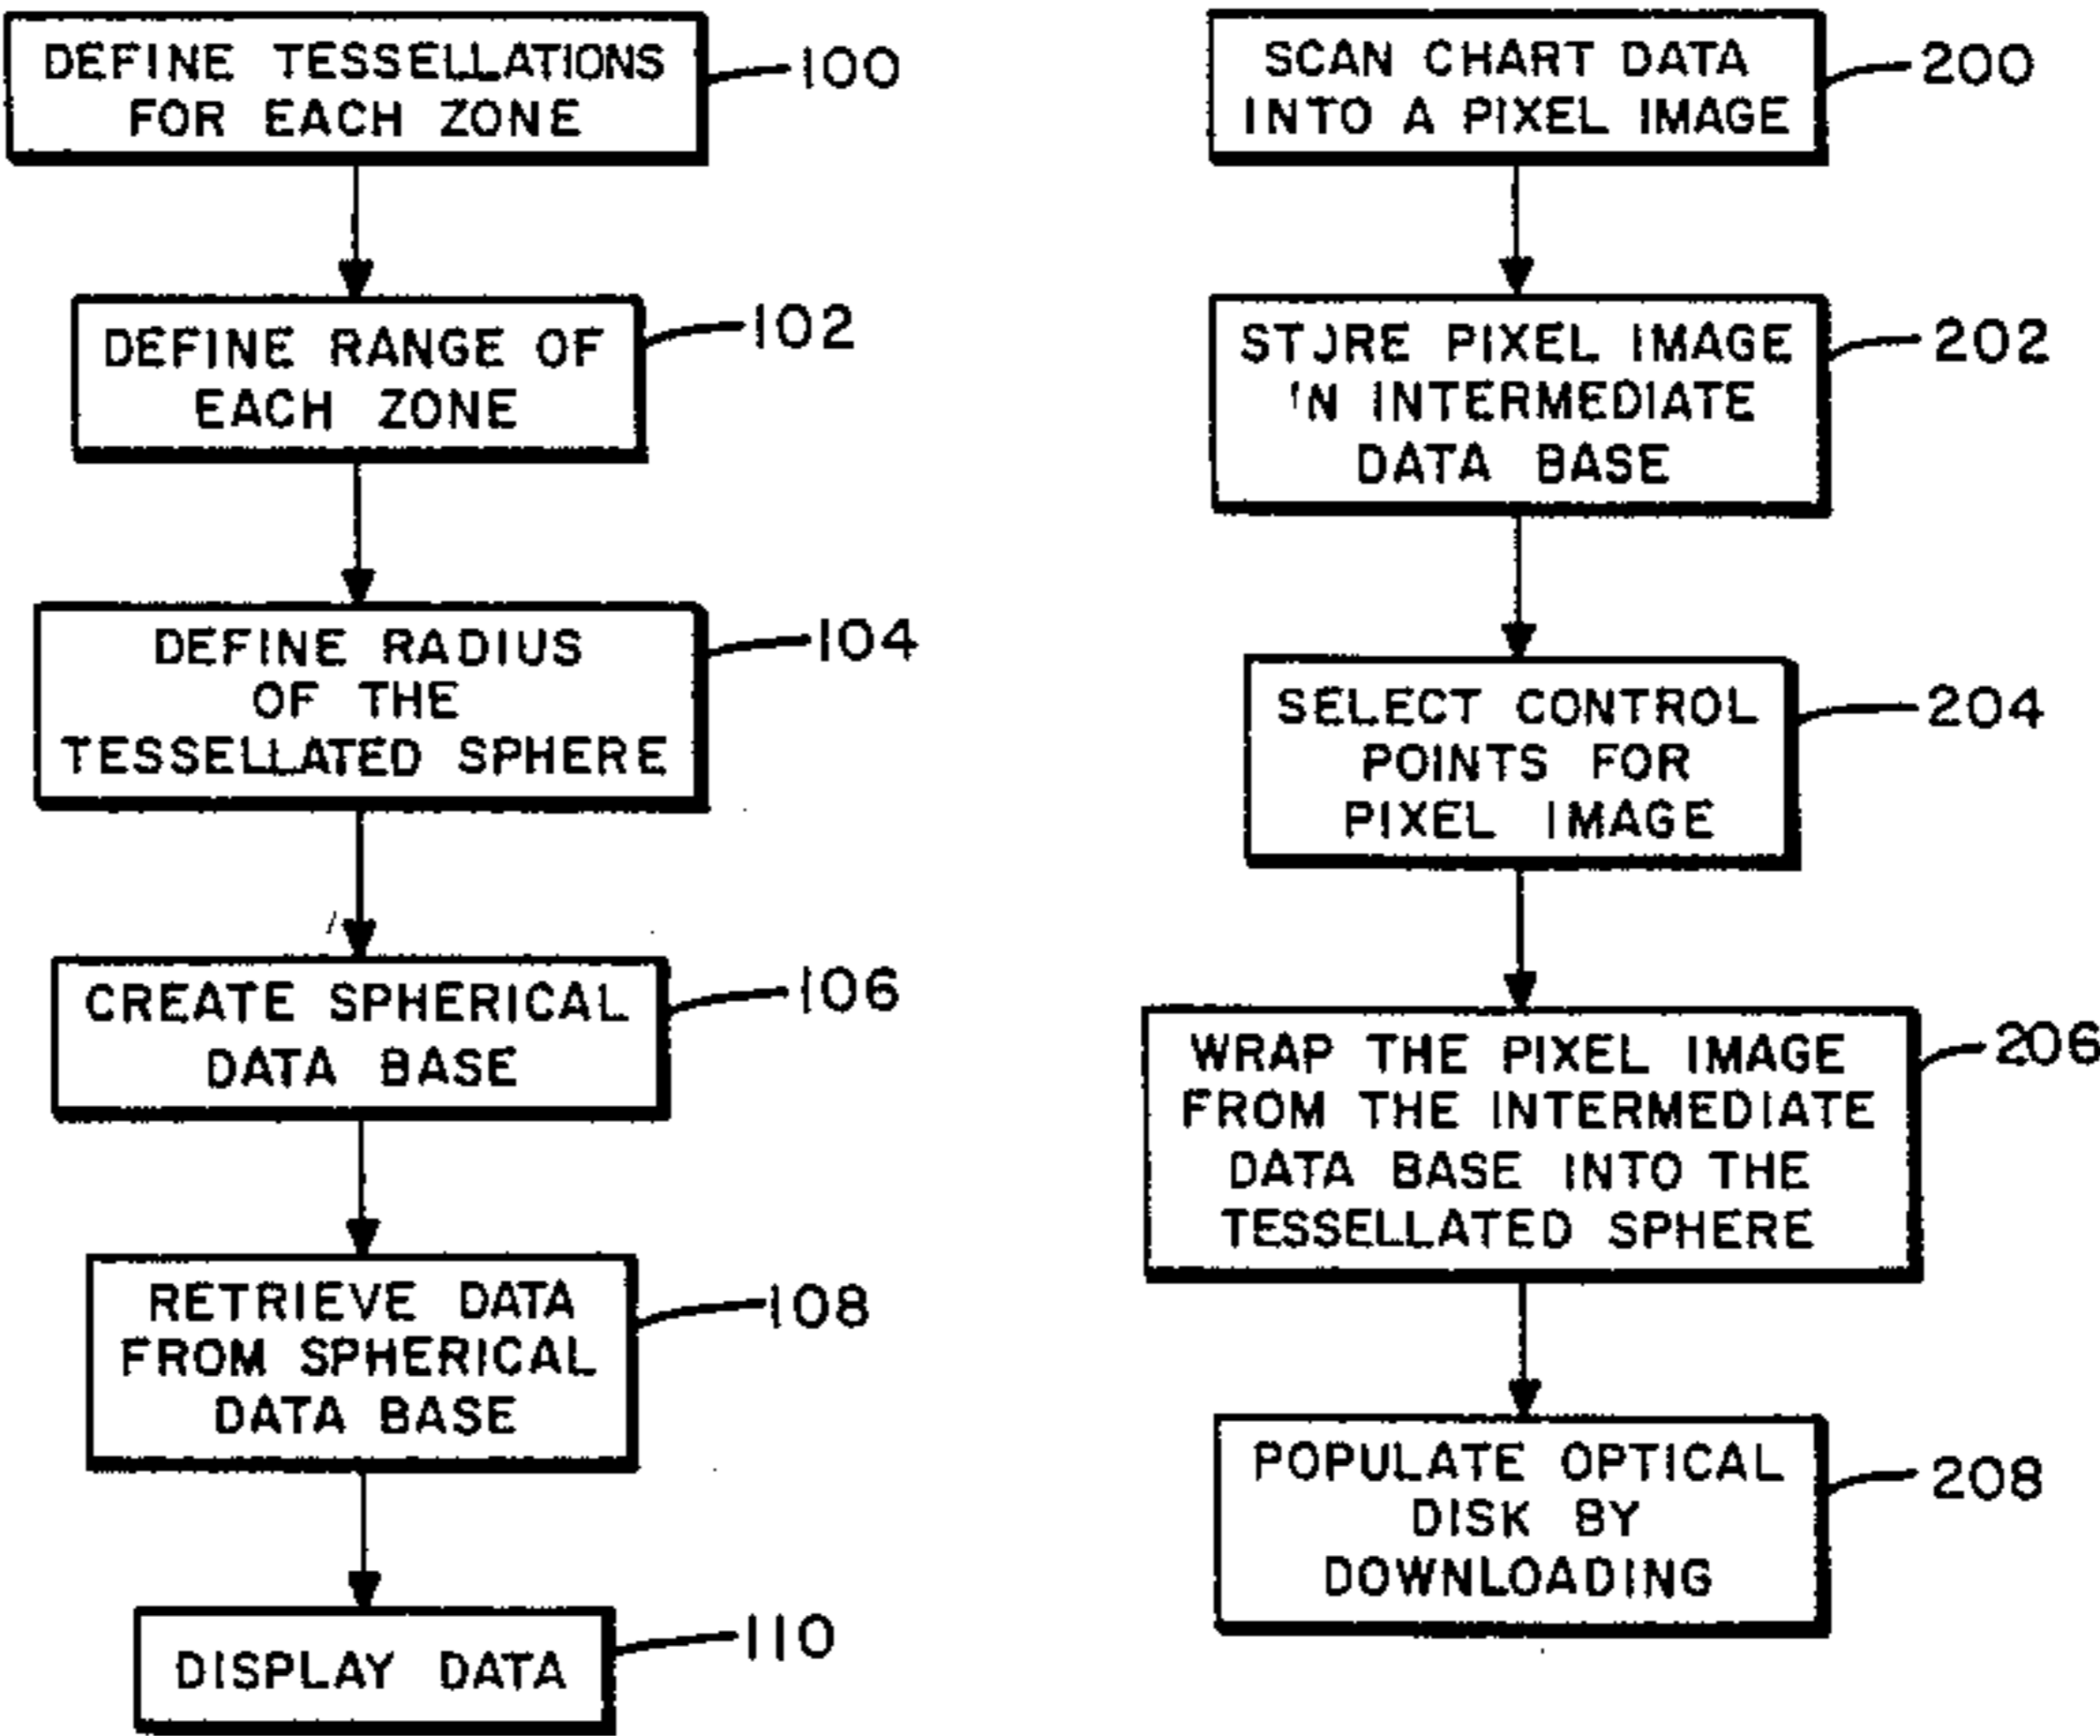 DEFINE TESSELLATIONS
FOR EACH ZONE
100
DEFINE RANGE OF
EACH ZONE
102
DEFINE RADIUS
OF THE
TESSELLATED SPHERE
104
CREATE SPHERICAL
DATA BASE
106
RETRIEVE DATA
FROM SPHERICAL
DATA BASE
108
DISPLAY DATA
110
SCAN CHART DATA
INTO A PIXEL IMAGE
200
STORE PIXEL IMAGE
IN INTERMEDIATE
DATA BASE
202
SELECT CONTROL
POINTS FOR
PIXEL IMAGE
204
WRAP THE PIXEL IMAGE
FROM THE INTERMEDIATE
DATA BASE INTO THE
TESSELLATED SPHERE
206
POPULATE OPTICAL
DISK BY
DOWNLOADING
208